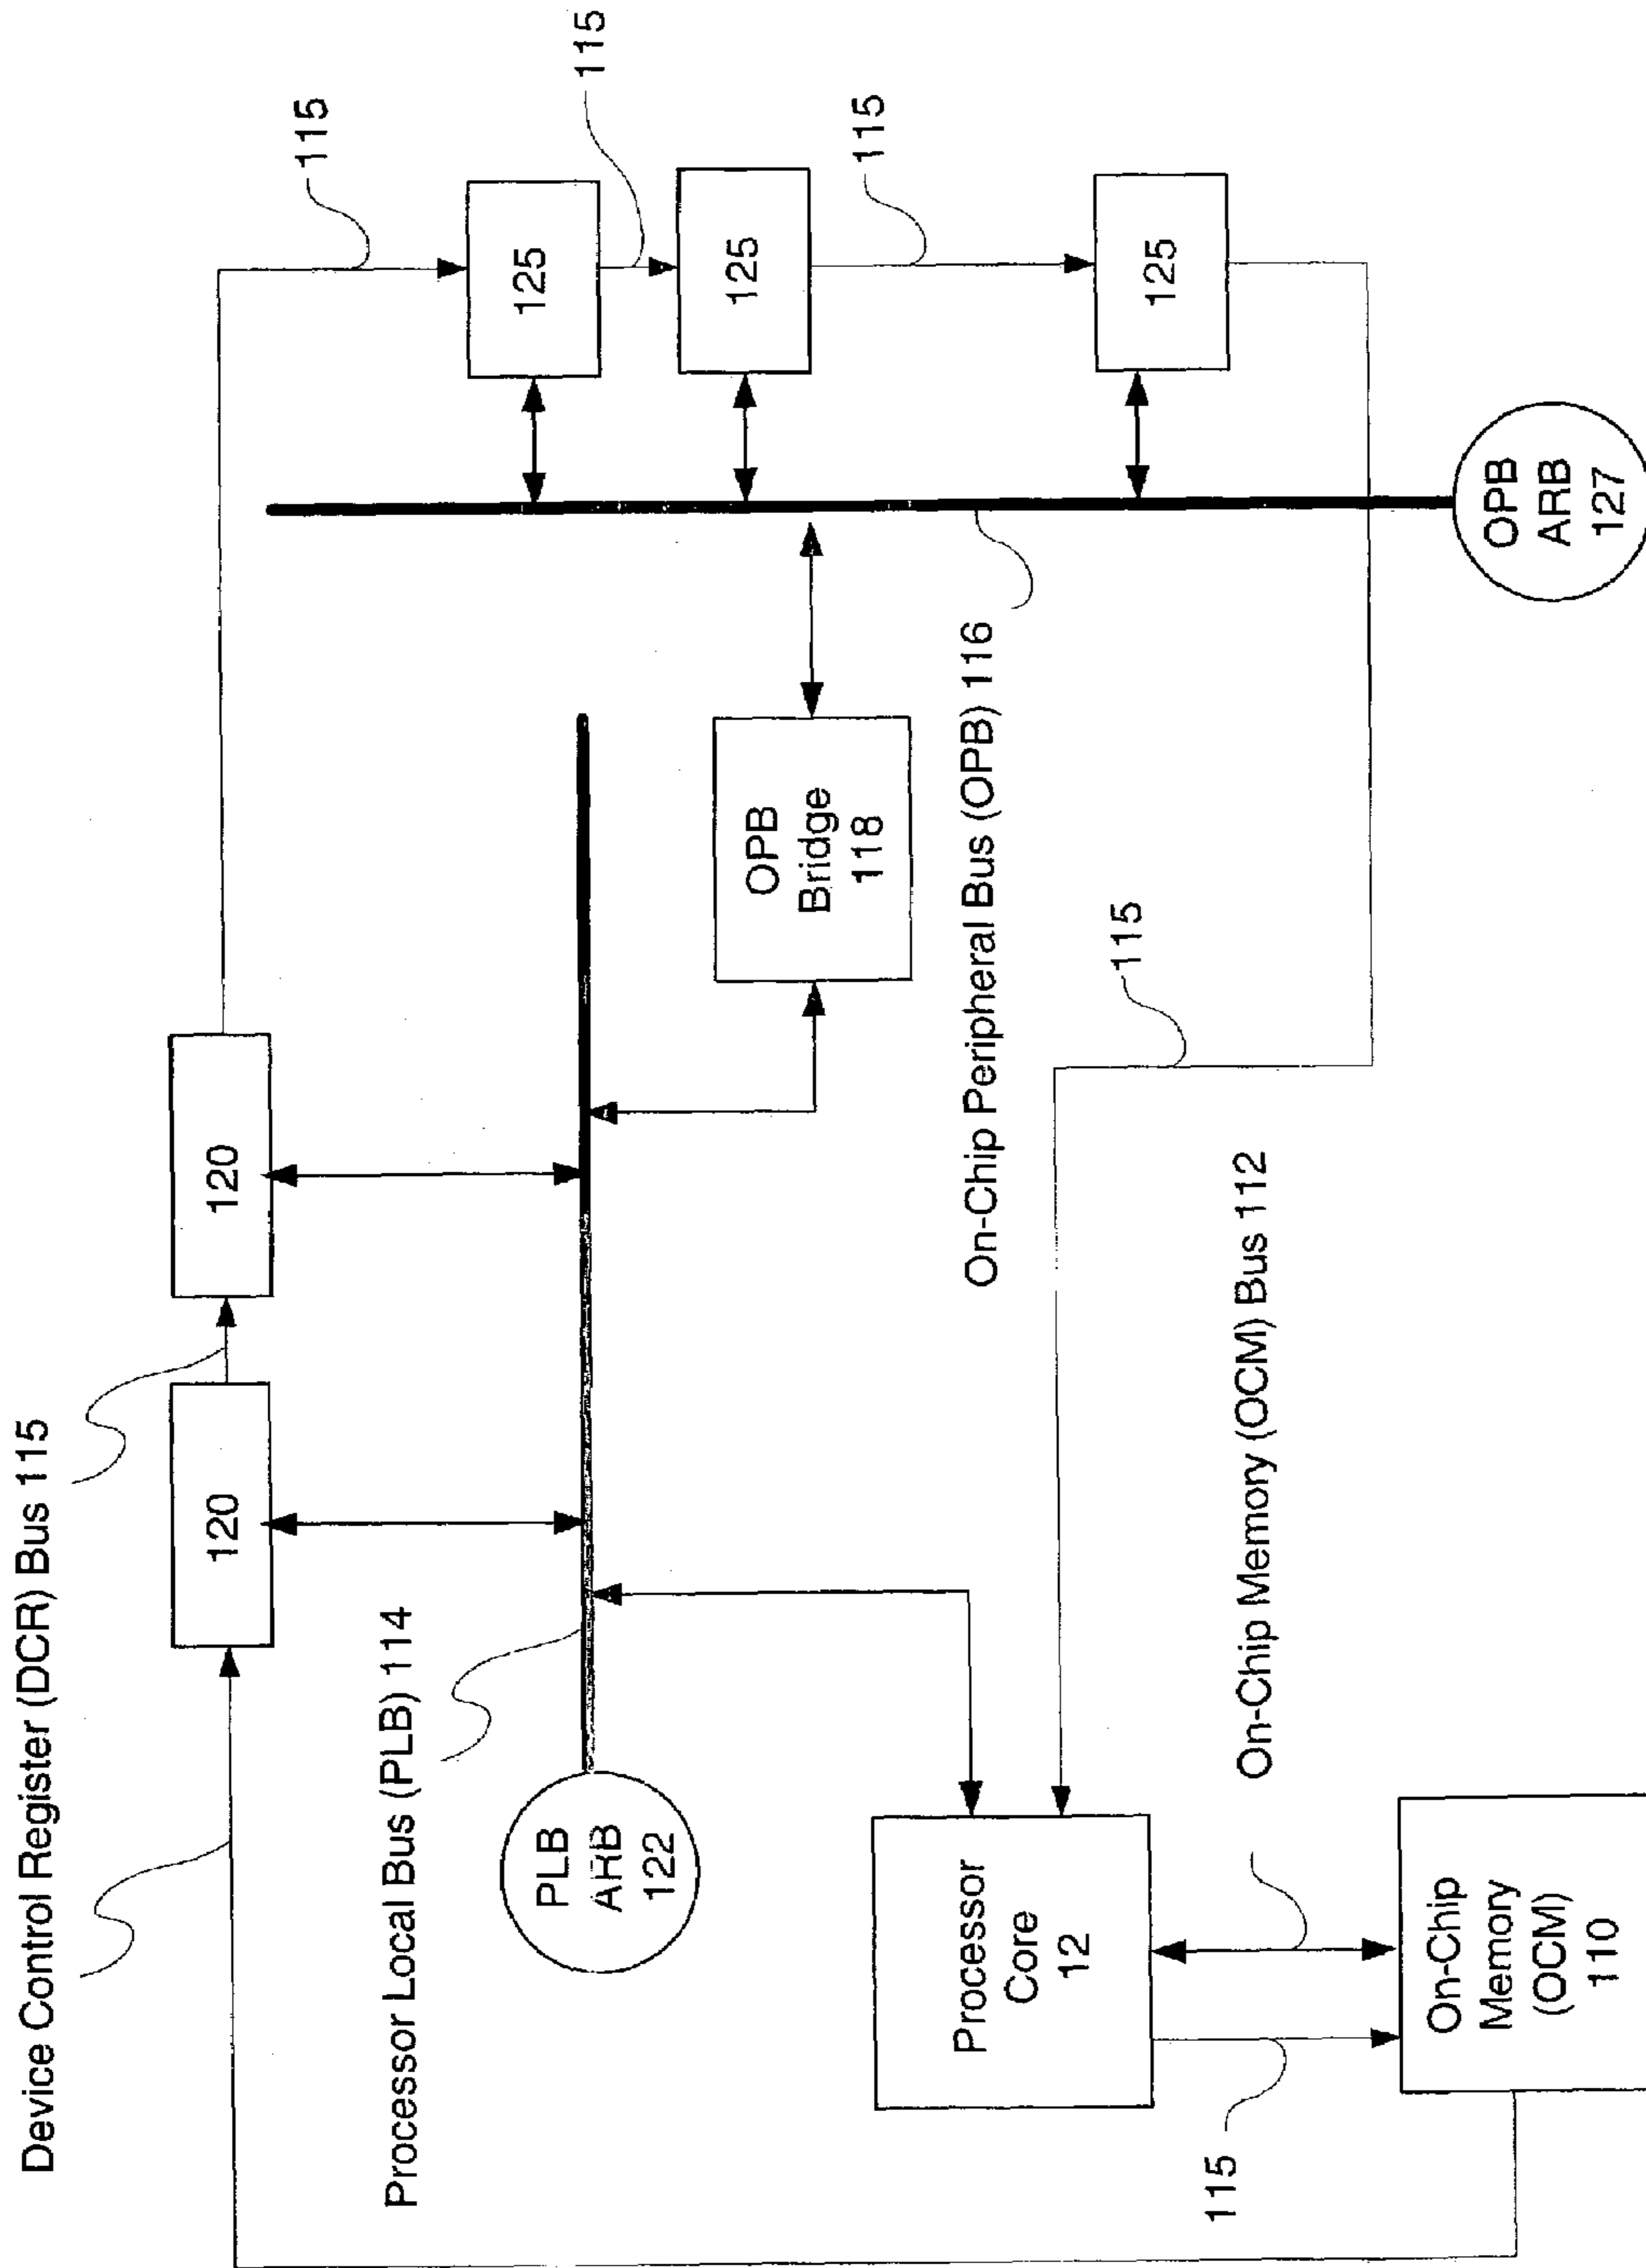 Device Control Register (DCR) Bus 115
120
120
115
115
115
125
125
125
Processor Local Bus (PLB) 114
PLB
ARB
122
OPB
Bridge
118
On-Chip Peripheral Bus (OPB) 116
Processor
Core
12
115
On-Chip Memory (OCM) Bus 112
115
On-Chip
Memory
(OCM)
110
OPB
ARB
127